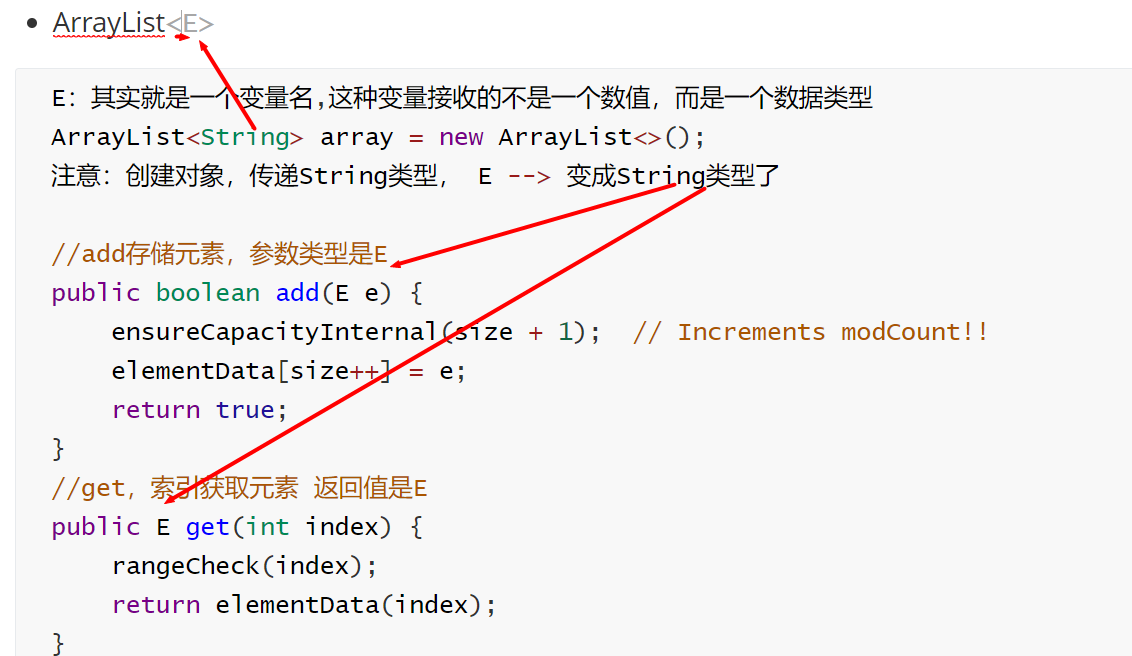 ArrayList<E>
E：其实就是一个变量名,这种变量接收的不是一个数值，而是一个数据类型
ArrayList<String> array = new ArrayList<>();
注意：创建对象，传递String类型， E --> 变成String类型了
//add存储元素，参数类型是E
public boolean add(E e) {
    ensureCapacityInternal(size + 1);  // Increments modCount!!
    elementData[size++] = e;
    return true;
}
//get，索引获取元素 返回值是E
public E get(int index) {
    rangeCheck(index);
    return elementData(index);
}